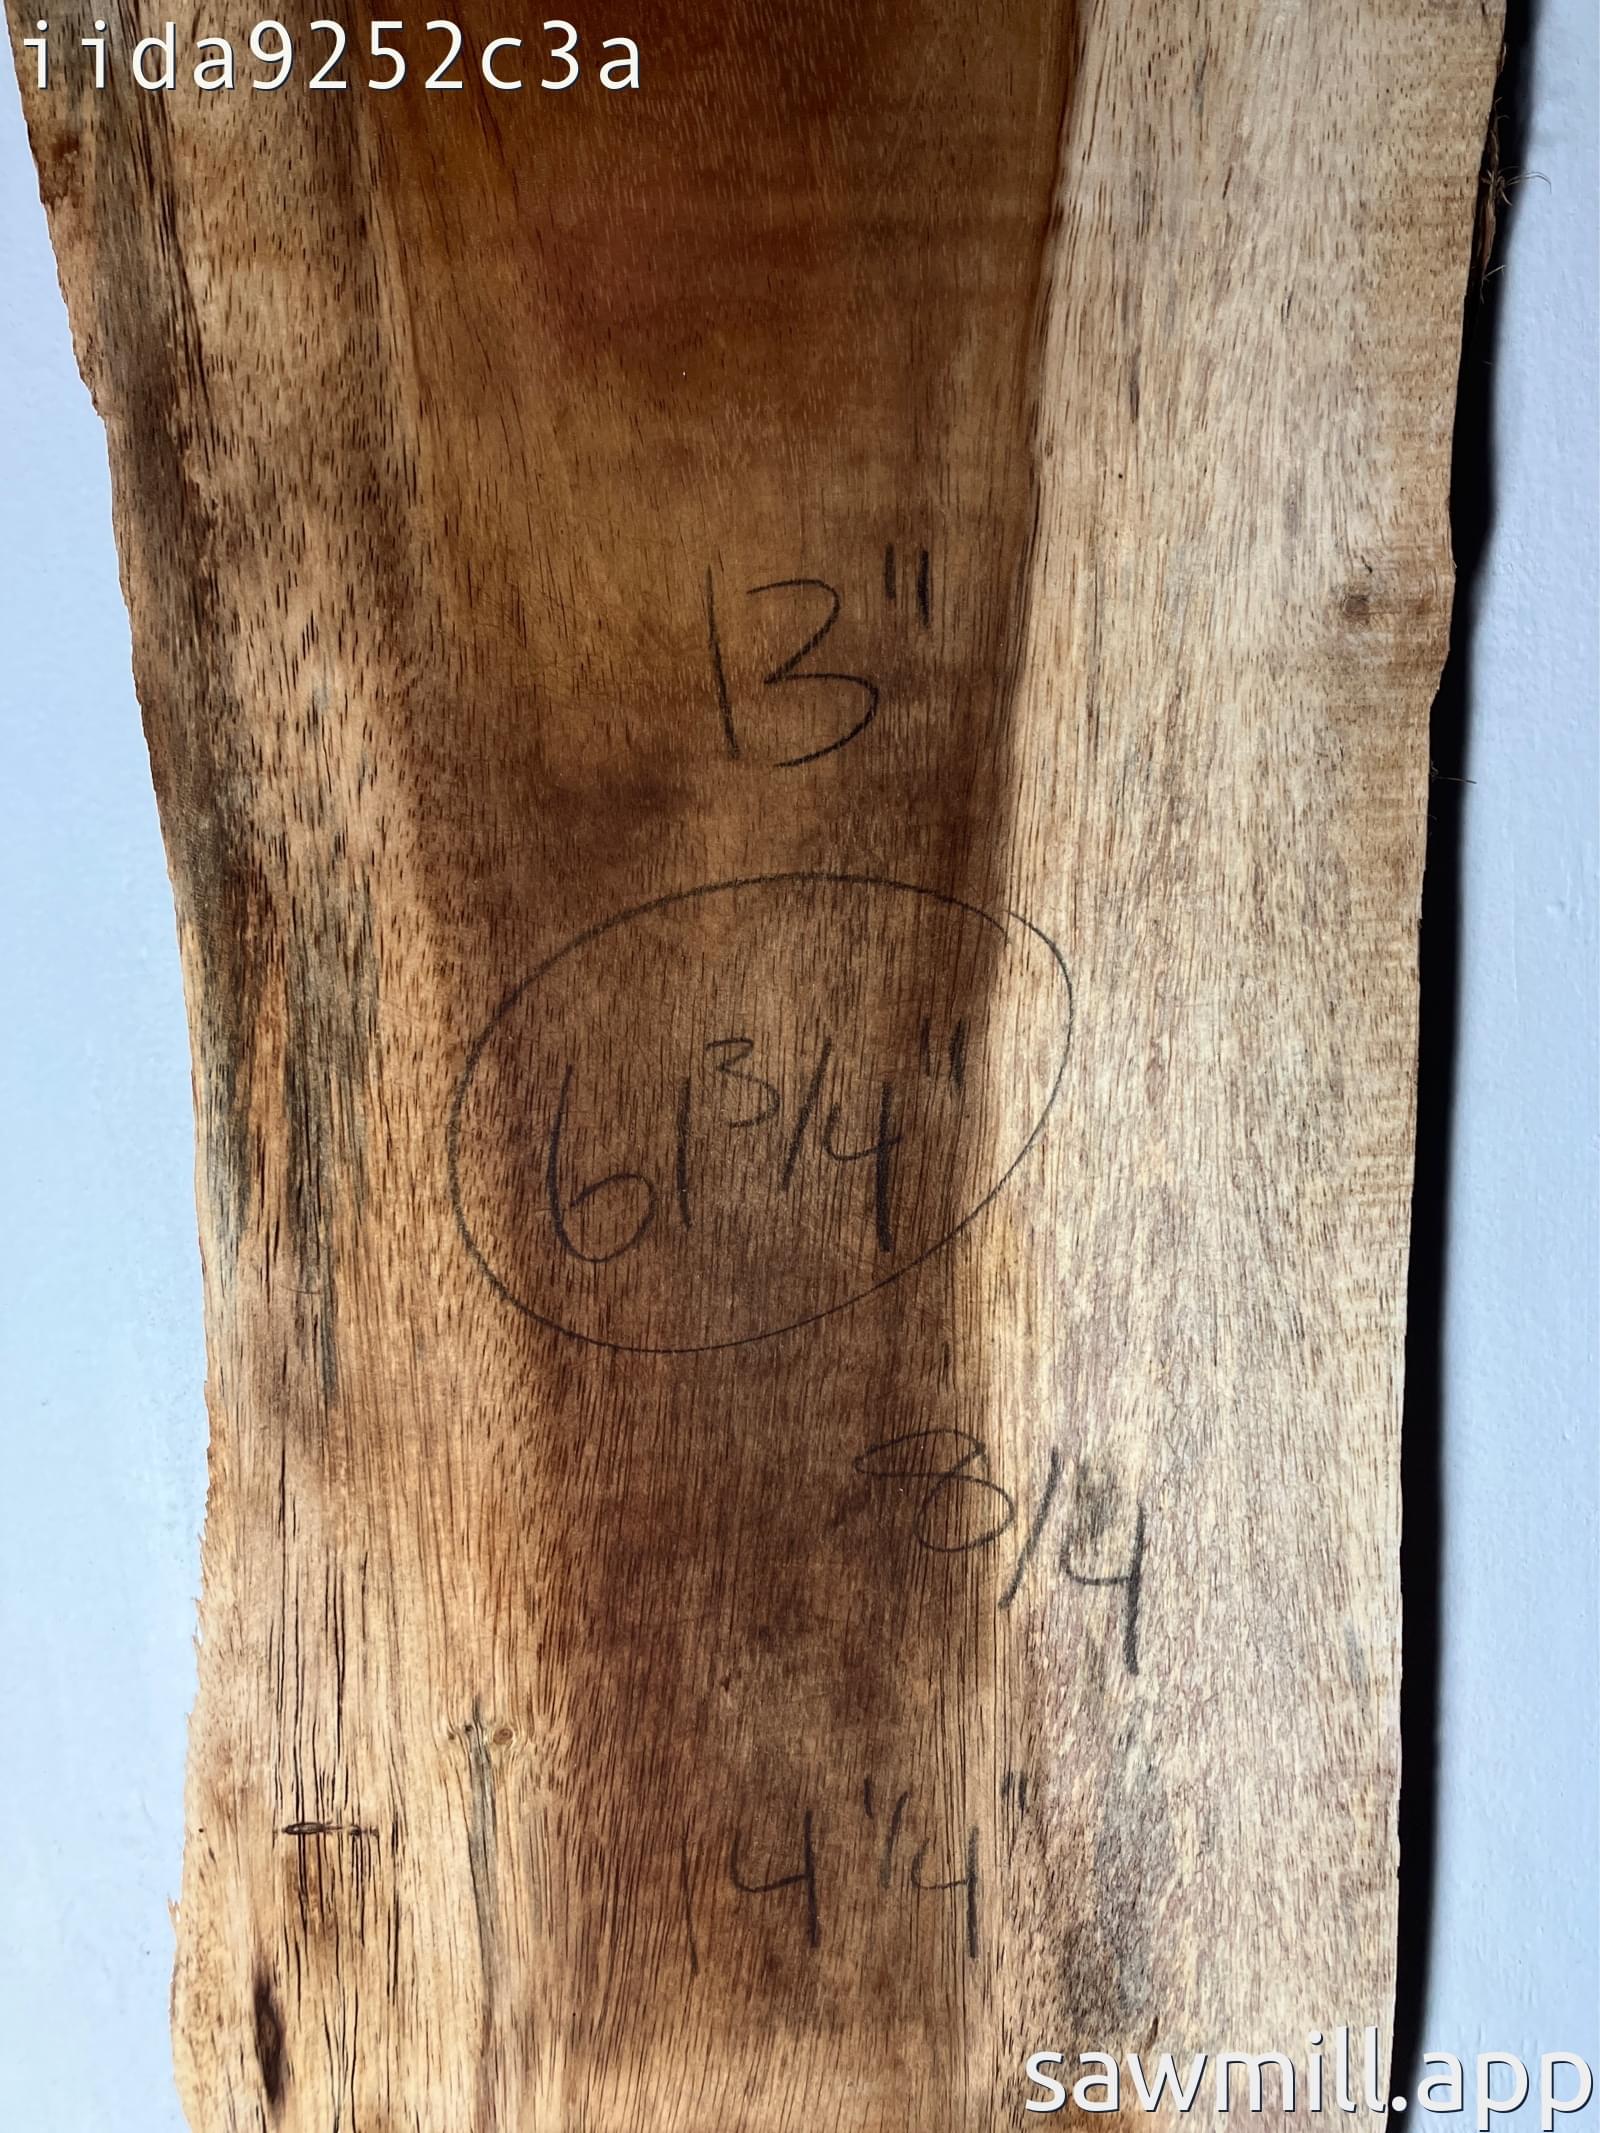 iida9252c3a
13"
61 3/4"
8/4
14 1/4"
sawmill.app